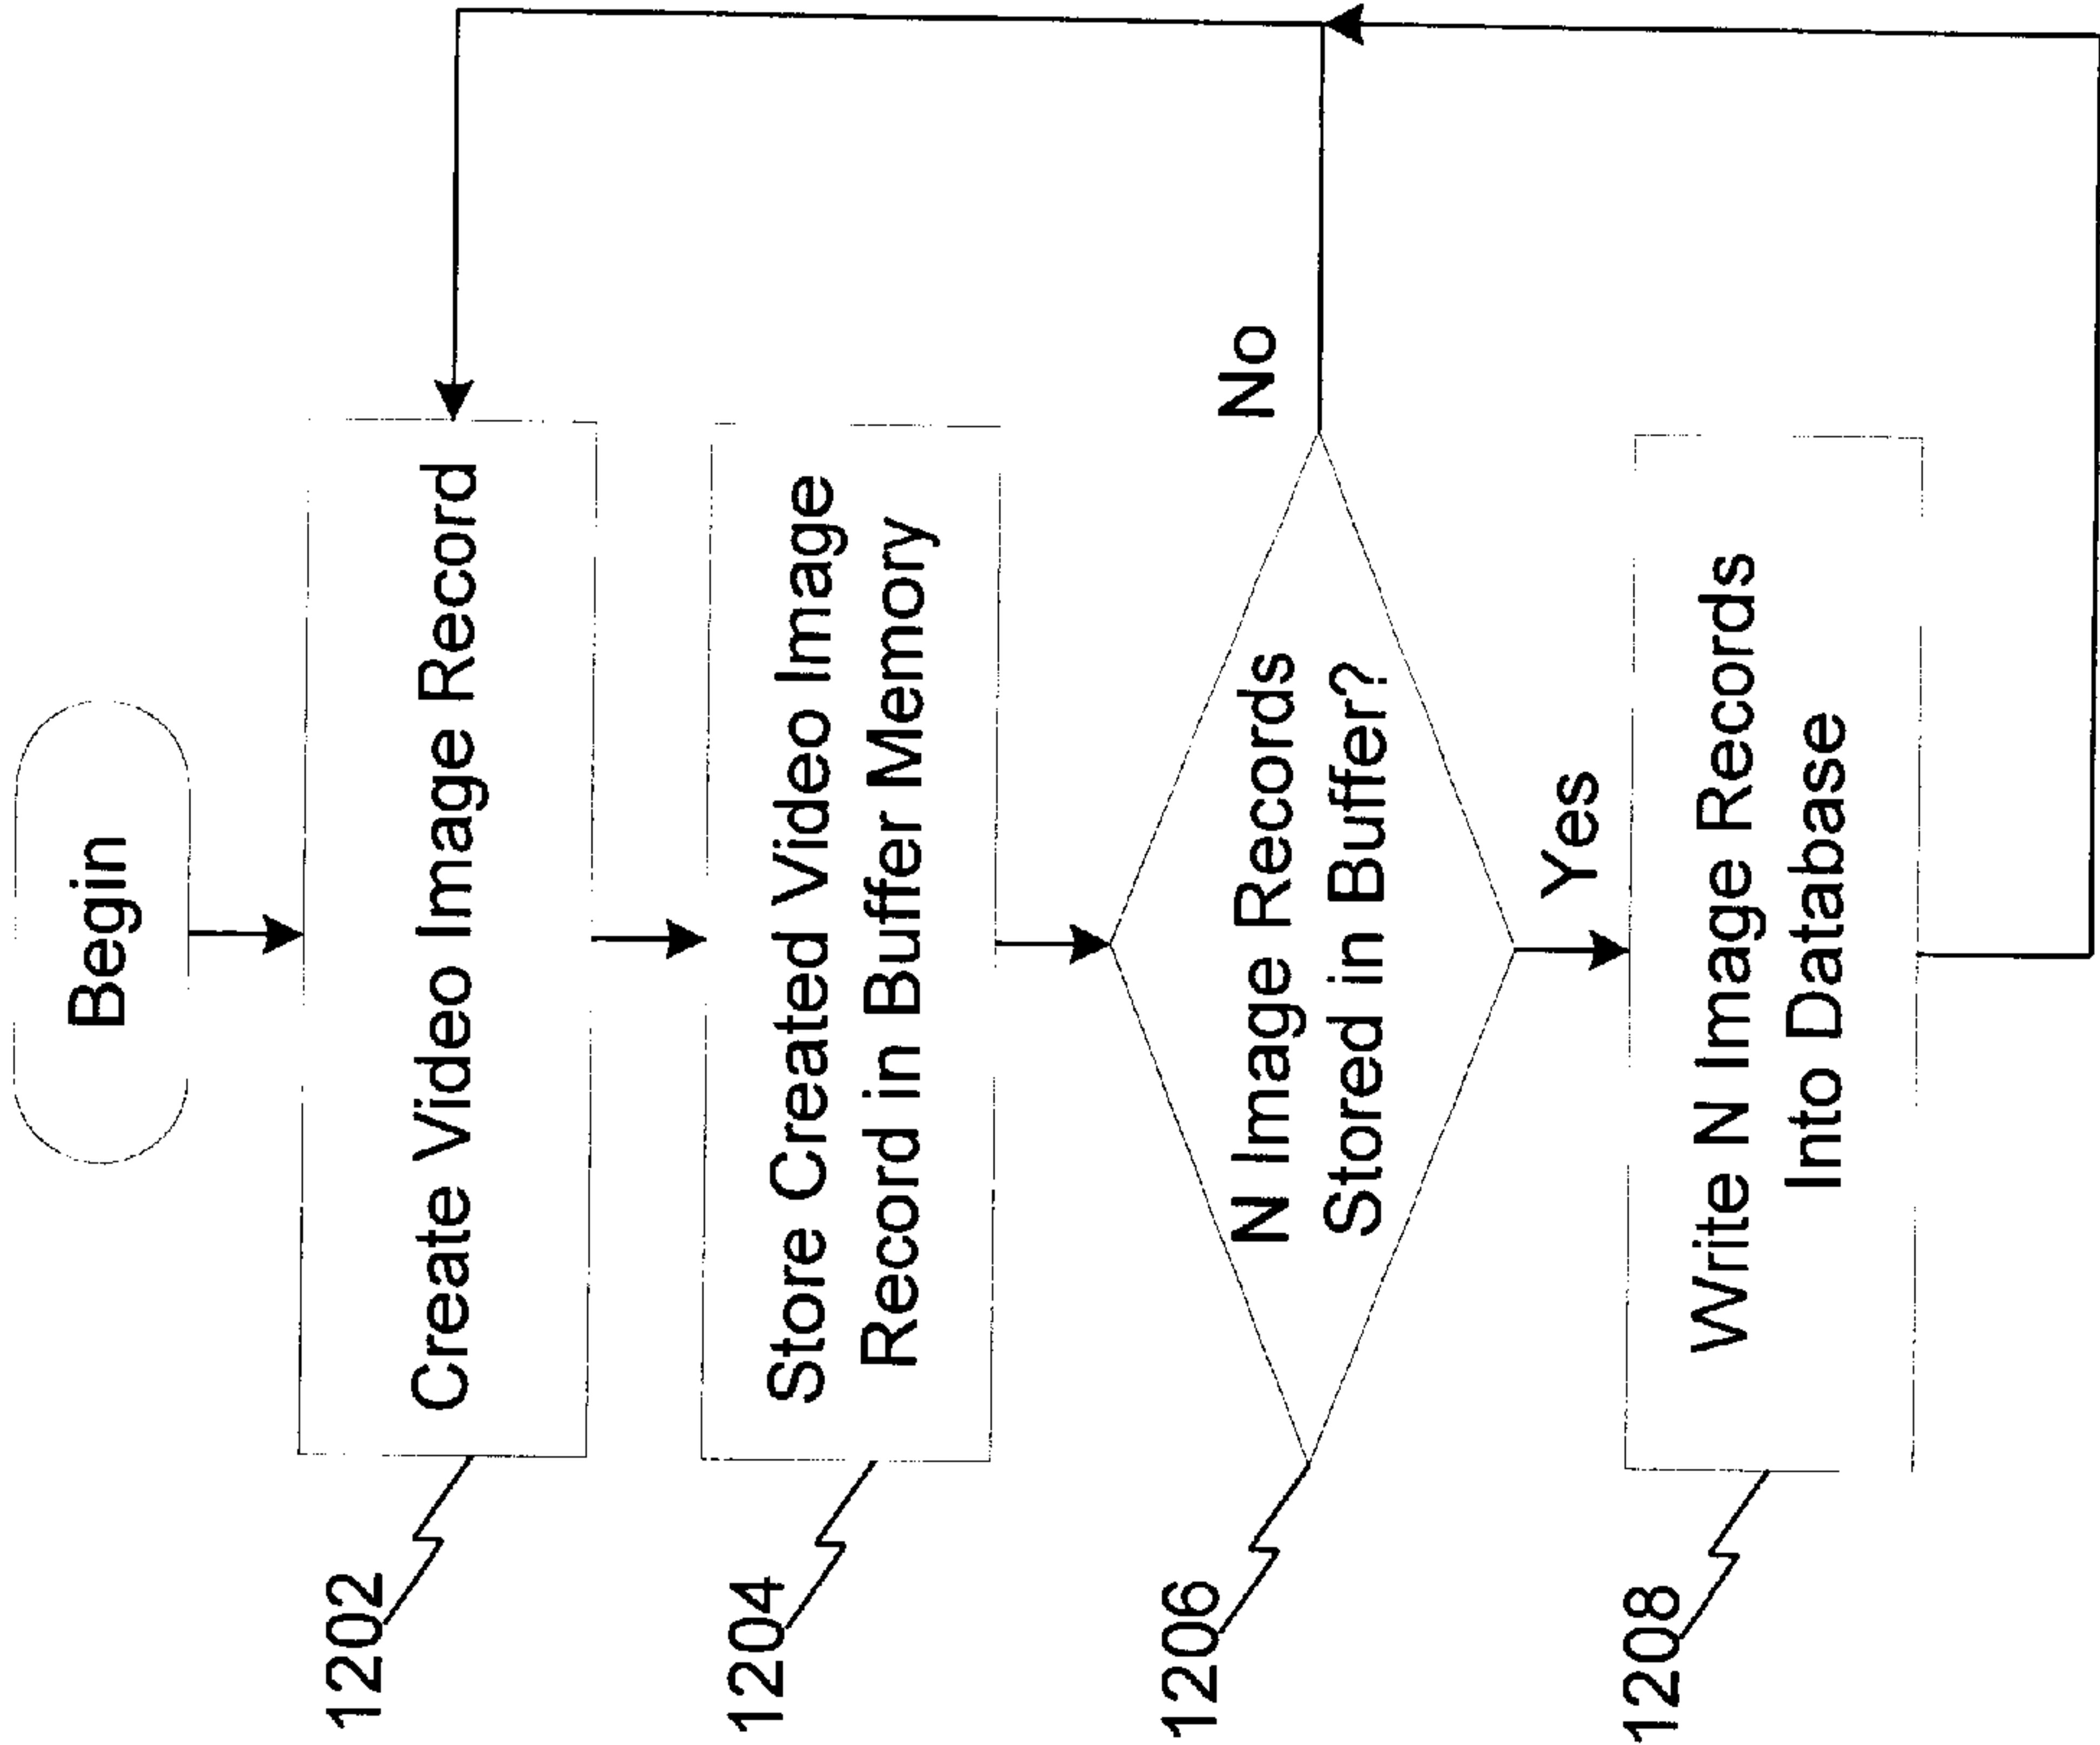 Begin
1202
Create Video Image Record
1204
Store Created Video Image
Record in Buffer Memory
1206
N Image Records
Stored in Buffer?
No
Yes
1208
Write N Image Records
Into Database